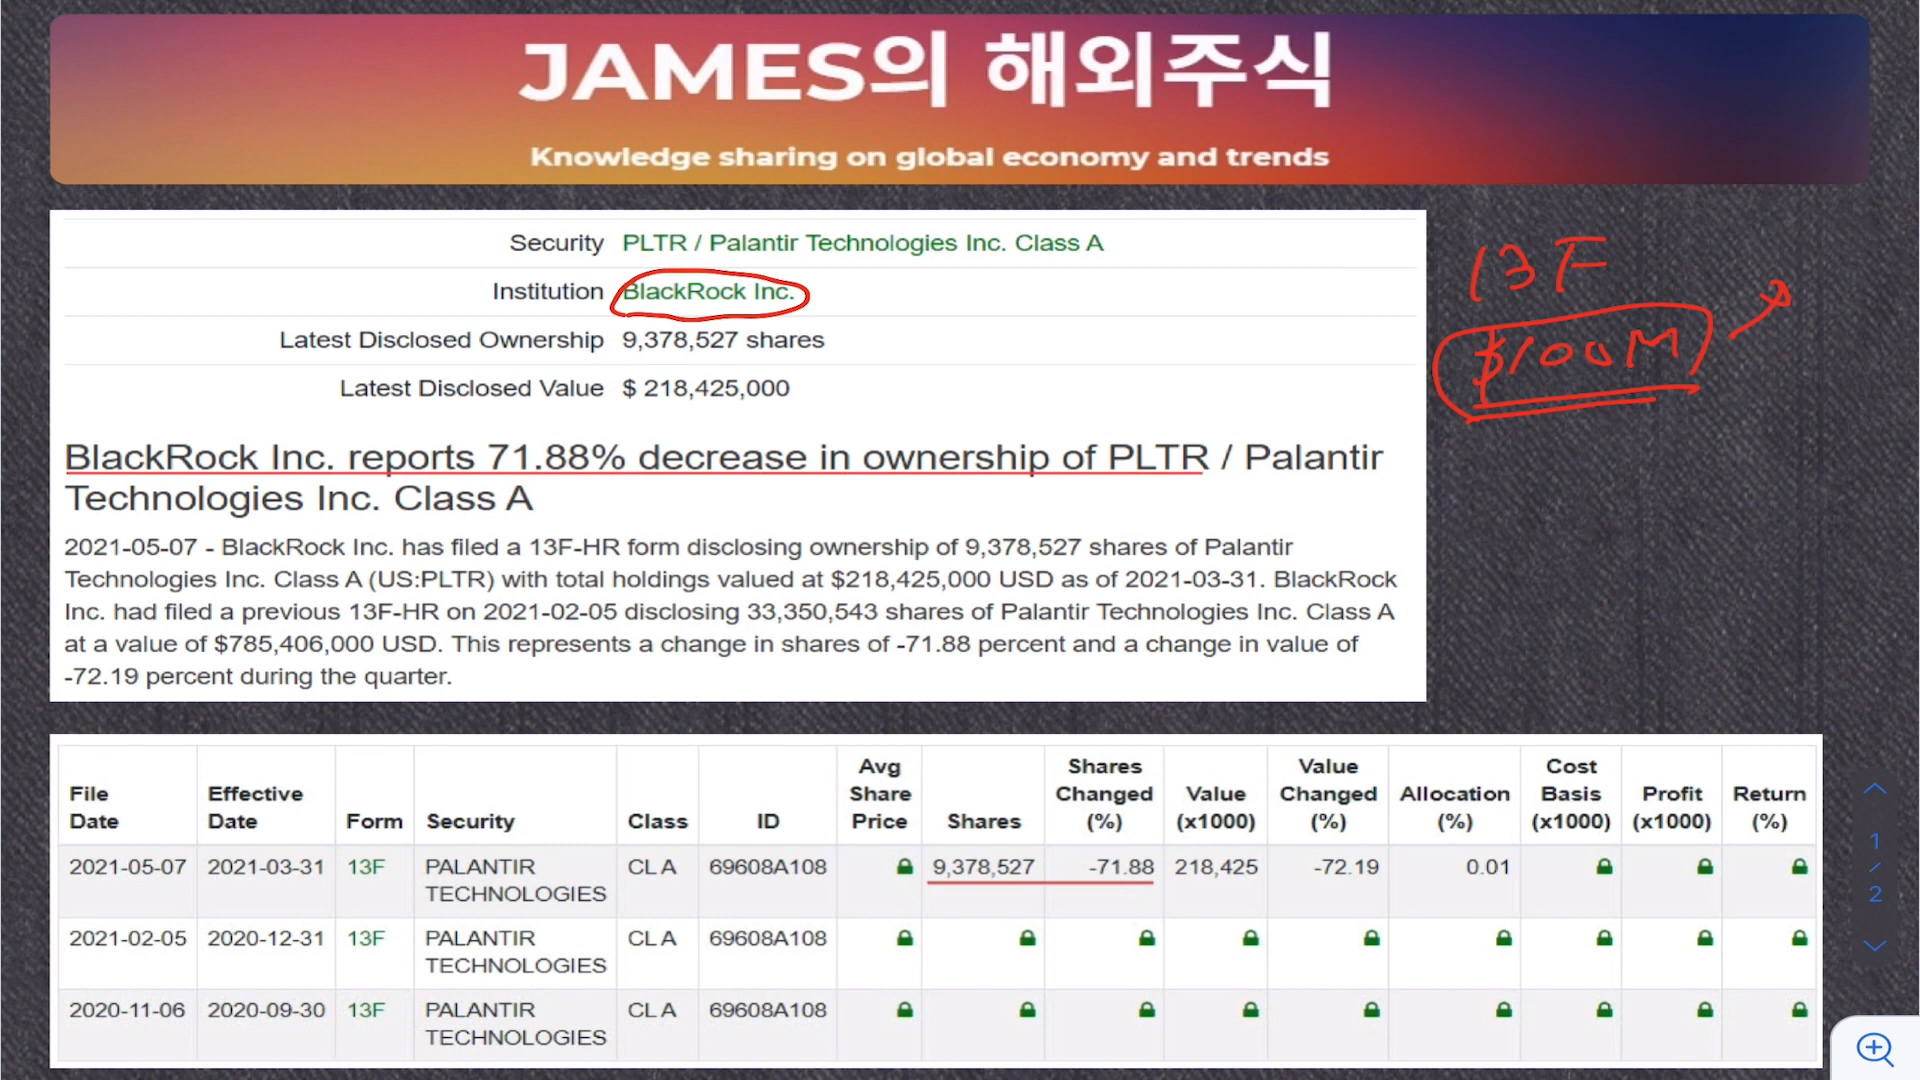 JAMES의 해외주식
Knowledge sharing on global economy and trends
Security PLTR / Palantir Technologies Inc. Class A
Institution BlackRock Inc.
Latest Disclosed Ownership 9,378,527 shares
Latest Disclosed Value $ 218,425,000
13F
$100M
BlackRock Inc. reports 71.88% decrease in ownership of PLTR / Palantir
Technologies Inc. Class A
2021-05-07 - BlackRock Inc. has filed a 13F-HR form disclosing ownership of 9,378,527 shares of Palantir
Technologies Inc. Class A (US:PLTR) with total holdings valued at $218,425,000 USD as of 2021-03-31. BlackRock
Inc. had filed a previous 13F-HR on 2021-02-05 disclosing 33,350,543 shares of Palantir Technologies Inc. Class A
at a value of $785,406,000 USD. This represents a change in shares of -71.88 percent and a change in value of
-72.19 percent during the quarter.
File Date Effective Date Form Security Class ID Avg Share Price Shares Shares Changed (%) Value (x1000) Value Changed (%) Allocation (%) Cost Basis (x1000) Profit (x1000) Return (%)
2021-05-07 2021-03-31 13F PALANTIR TECHNOLOGIES CL A 69608A108 9,378,527 -71.88 218,425 -72.19 0.01
2021-02-05 2020-12-31 13F PALANTIR TECHNOLOGIES CL A 69608A108
2020-11-06 2020-09-30 13F PALANTIR TECHNOLOGIES CL A 69608A108
1 / 2